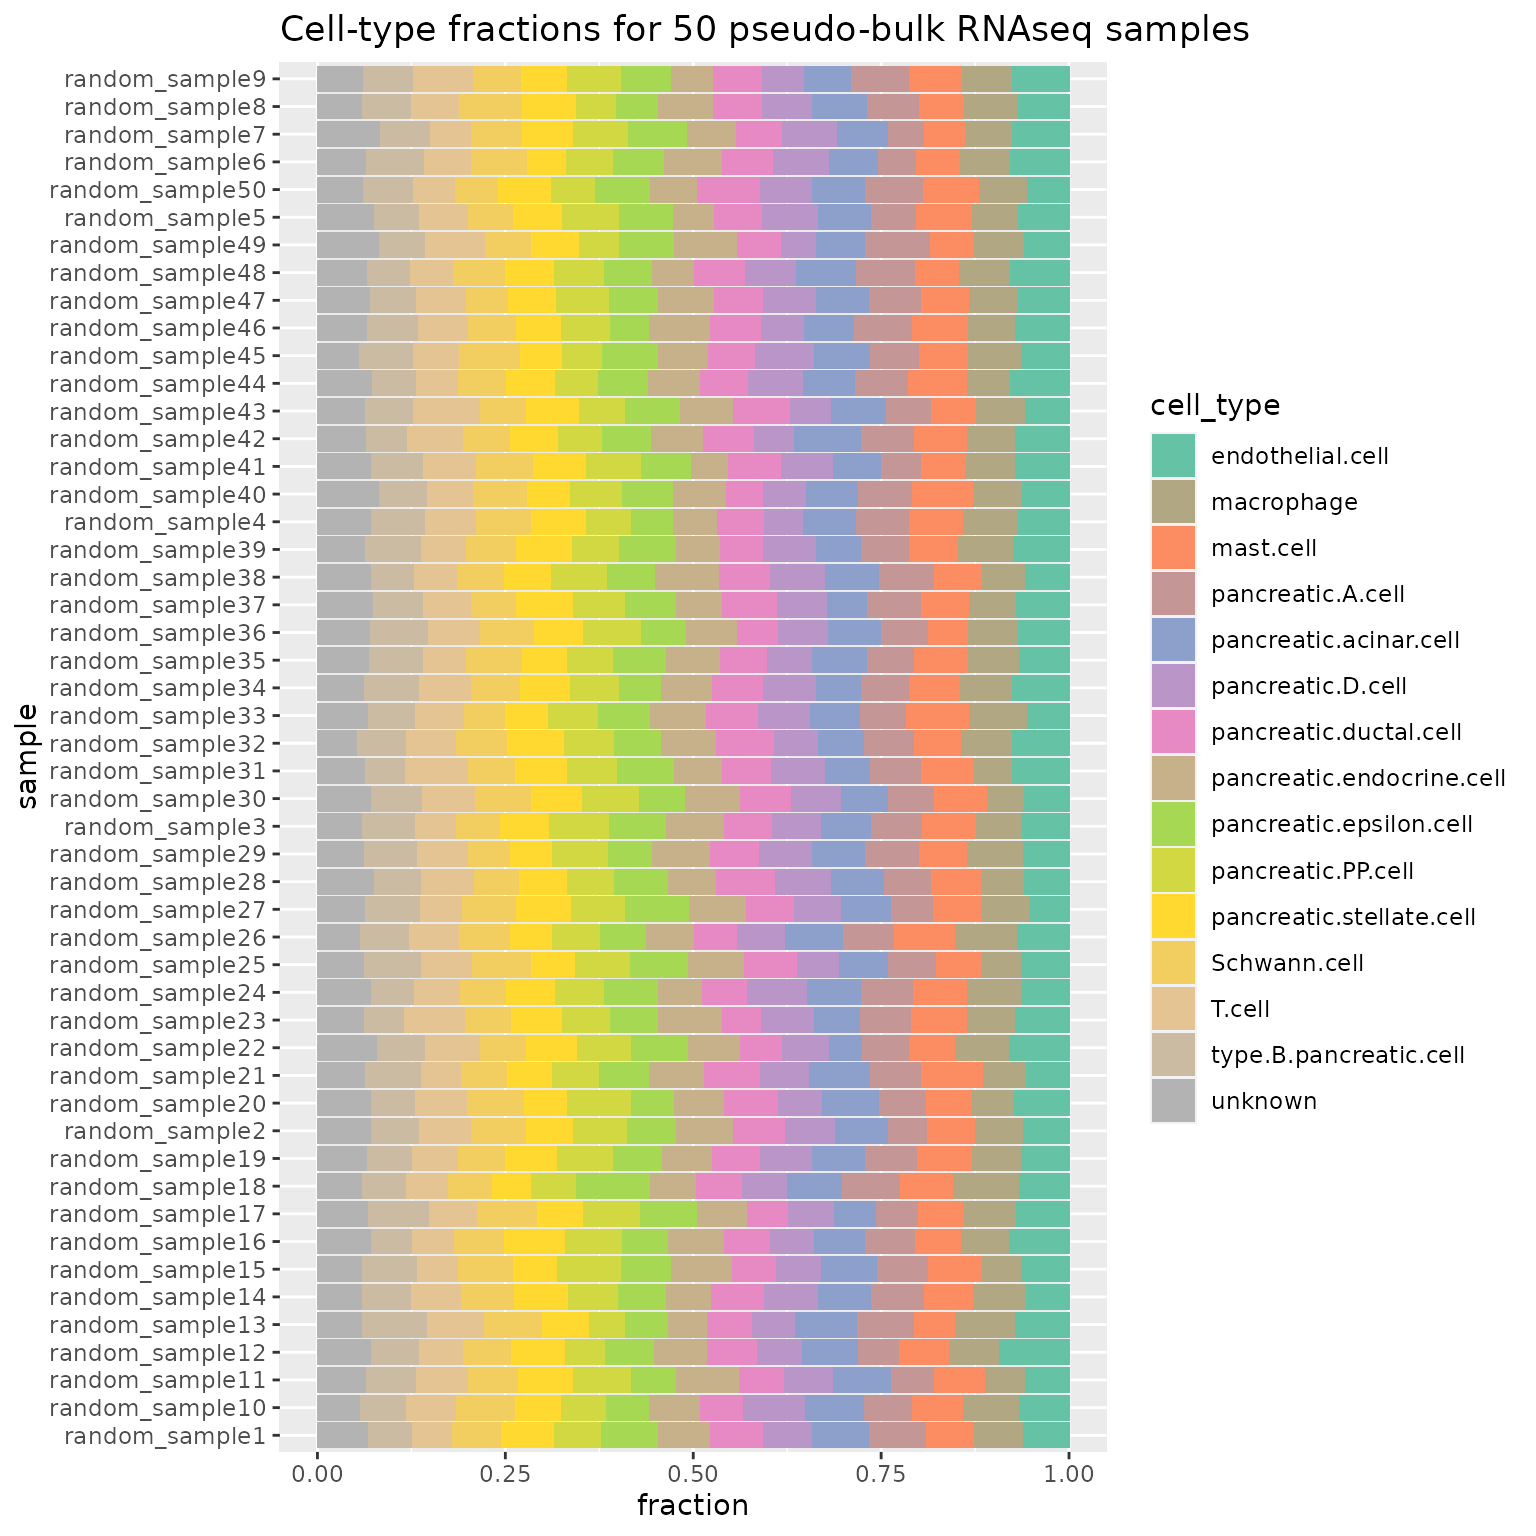 Cell-type fractions for 50 pseudo-bulk RNAseq samples
random_sample9
random_sample8
random_sample7
random_sample6
random_sample50
random_sample5
random_sample49
random_sample48
random_sample47
random_sample46
random_sample45
random_sample44
random_sample43
random_sample42
random_sample41
random_sample40
random_sample4
random_sample39
random_sample38
random_sample37
random_sample36
random_sample35
random_sample34
random_sample33
random_sample32
random_sample31
random_sample30
random_sample3
random_sample29
random_sample28
random_sample27
random_sample26
random_sample25
random_sample24
random_sample23
random_sample22
random_sample21
random_sample20
random_sample2
random_sample19
random_sample18
random_sample17
random_sample16
random_sample15
random_sample14
random_sample13
random_sample12
random_sample11
random_sample10
random_sample1
sample
0.00 0.25 0.50 0.75 1.00
fraction
cell_type
endothelial.cell
macrophage
mast.cell
pancreatic.A.cell
pancreatic.acinar.cell
pancreatic.D.cell
pancreatic.ductal.cell
pancreatic.endocrine.cell
pancreatic.epsilon.cell
pancreatic.PP.cell
pancreatic.stellate.cell
Schwann.cell
T.cell
type.B.pancreatic.cell
unknown